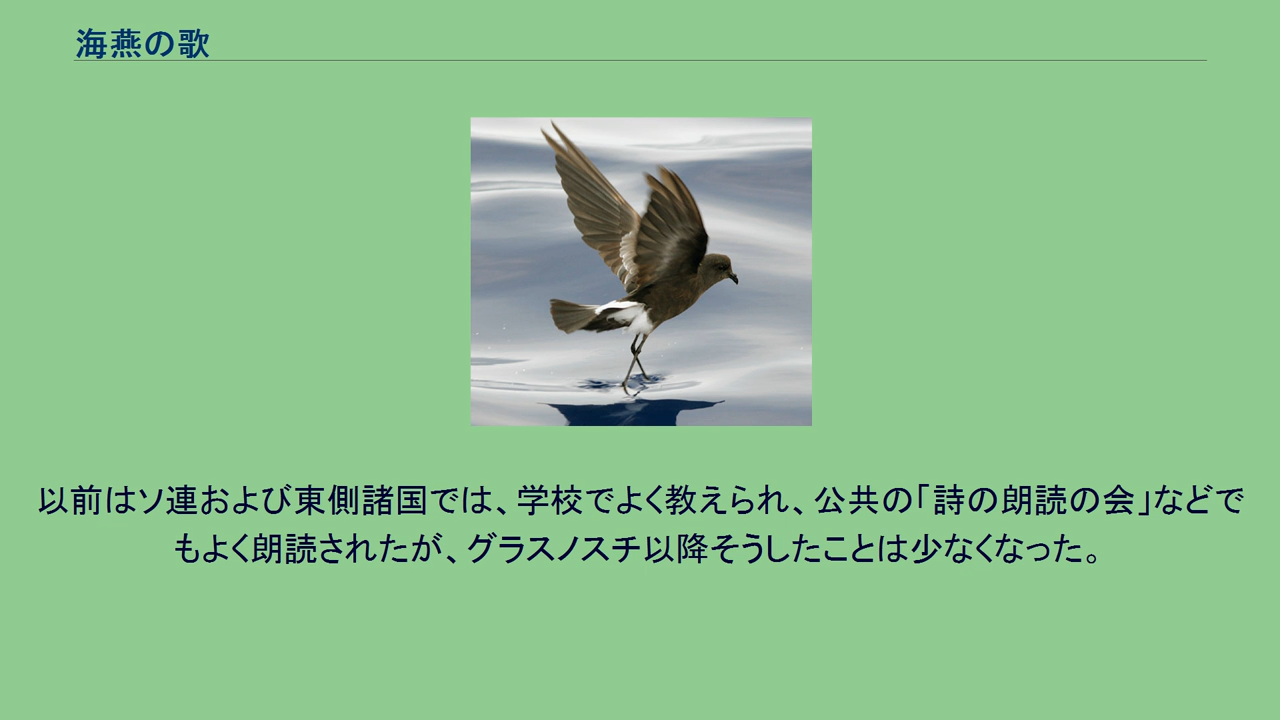 海燕の歌
以前はソ連および東側諸国では、学校でよく教えられ、公共の「詩の朗読の会」などで
もよく朗読されたが、グラスノスチ以降そうしたことは少なくなった。